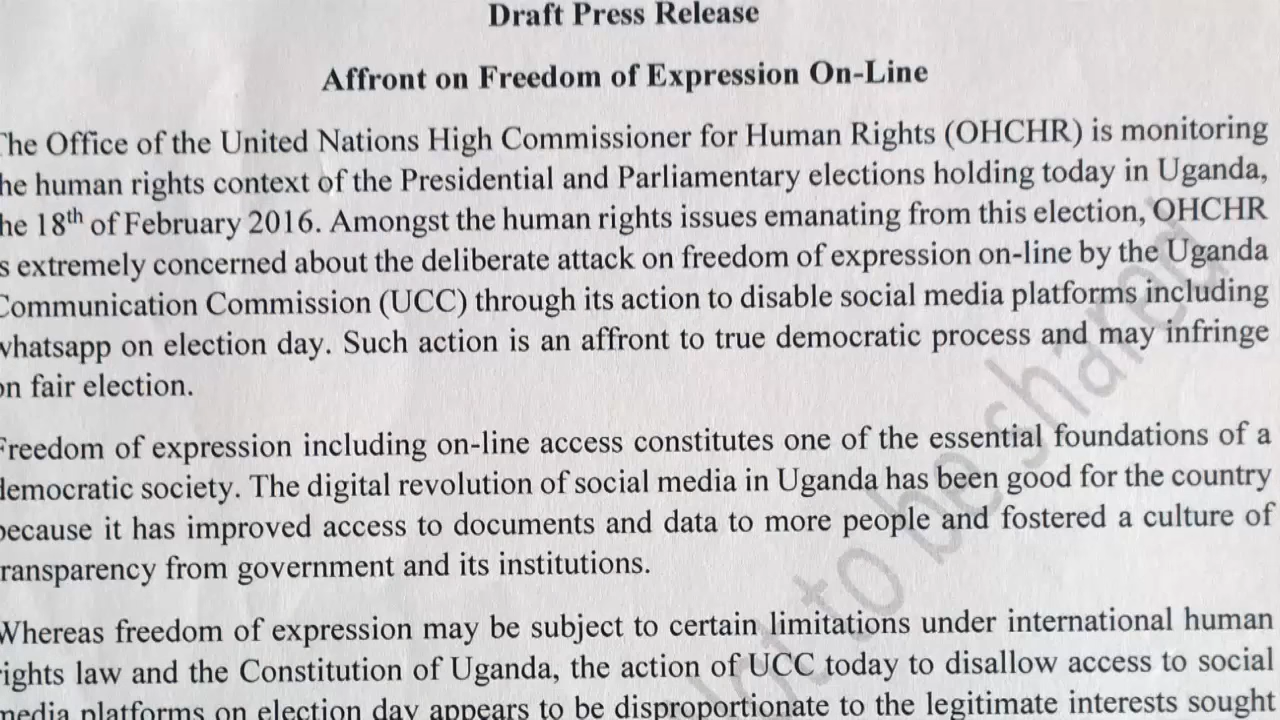 Draft Press Release
Affront on Freedom of Expression On-Line
The Office of the United Nations High Commissioner for Human Rights (OHCHR) is monitoring
he human rights context of the Presidential and Parliamentary elections holding today in Uganda,
he 18th of February 2016. Amongst the human rights issues emanating from this election, OHCHR
s extremely concerned about the deliberate attack on freedom of expression on-line by the Uganda
Communication Commission (UCC) through its action to disable social media platforms including
whatsapp on election day. Such action is an affront to true democratic process and may infringe
on fair election.
Freedom of expression including on-line access constitutes one of the essential foundations of a
democratic society. The digital revolution of social media in Uganda has been good for the country
because it has improved access to documents and data to more people and fostered a culture of
ransparency from government and its institutions.
Whereas freedom of expression may be subject to certain limitations under international human
rights law and the Constitution of Uganda, the action of UCC today to disallow access to social
media platforms on election day appears to be disproportionate to the legitimate interests sought
Not to be shared